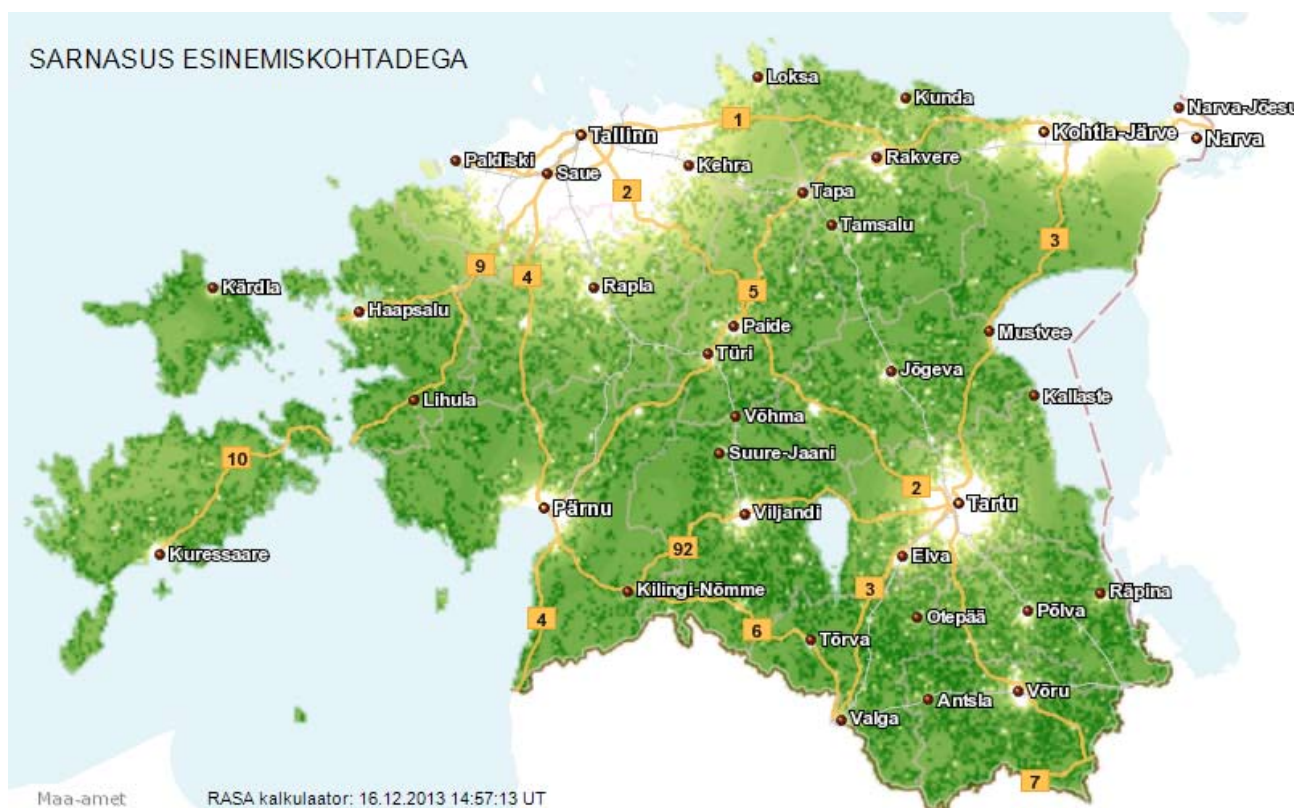 SARNASUS ESINEMISKOHTADEGA
Loksa
Kunda
Narva-Jõesu
1
Tallinn
Kohtla-Järve
Narva
Paldiski
Saue
Kehra
Rakvere
2
Tapa
Tamsalu
3
9
4
Kärdla
Rapla
5
Haapsalu
Paide
Mustvee
Türi
Jõgeva
Lihula
Kallaste
Võhma
10
Suure-Jaani
2
Pärnu
Viljandi
Tartu
Kuressaare
92
Elva
Kilingi-Nõmme
3
Räpina
4
6
Otepää
Põlva
Tõrva
Antsla
Võru
Valga
7
Maa-amet
RASA kalkulaator: 16.12.2013 14:57:13 UT